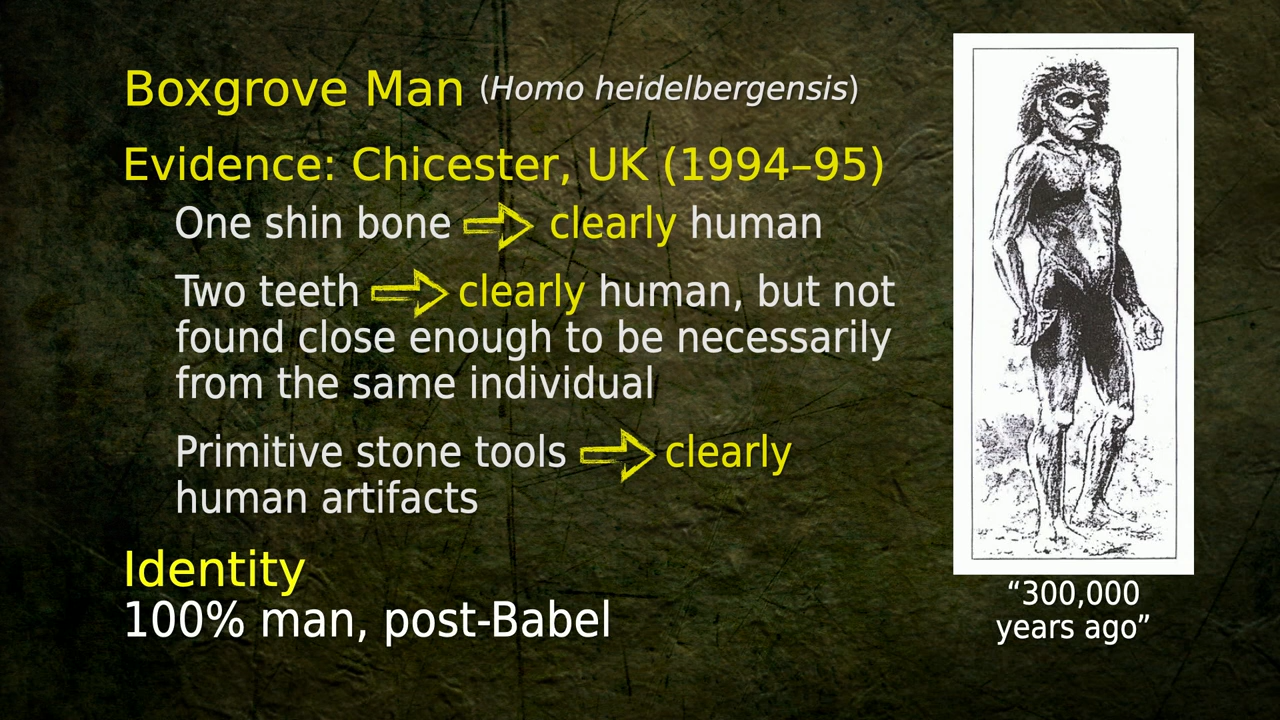 Boxgrove Man (Homo heidelbergensis)
Evidence: Chicester, UK (1994–95)
One shin bone clearly human
Two teeth clearly human, but not
found close enough to be necessarily
from the same individual
Primitive stone tools clearly
human artifacts
Identity
100% man, post-Babel
“300,000
years ago”